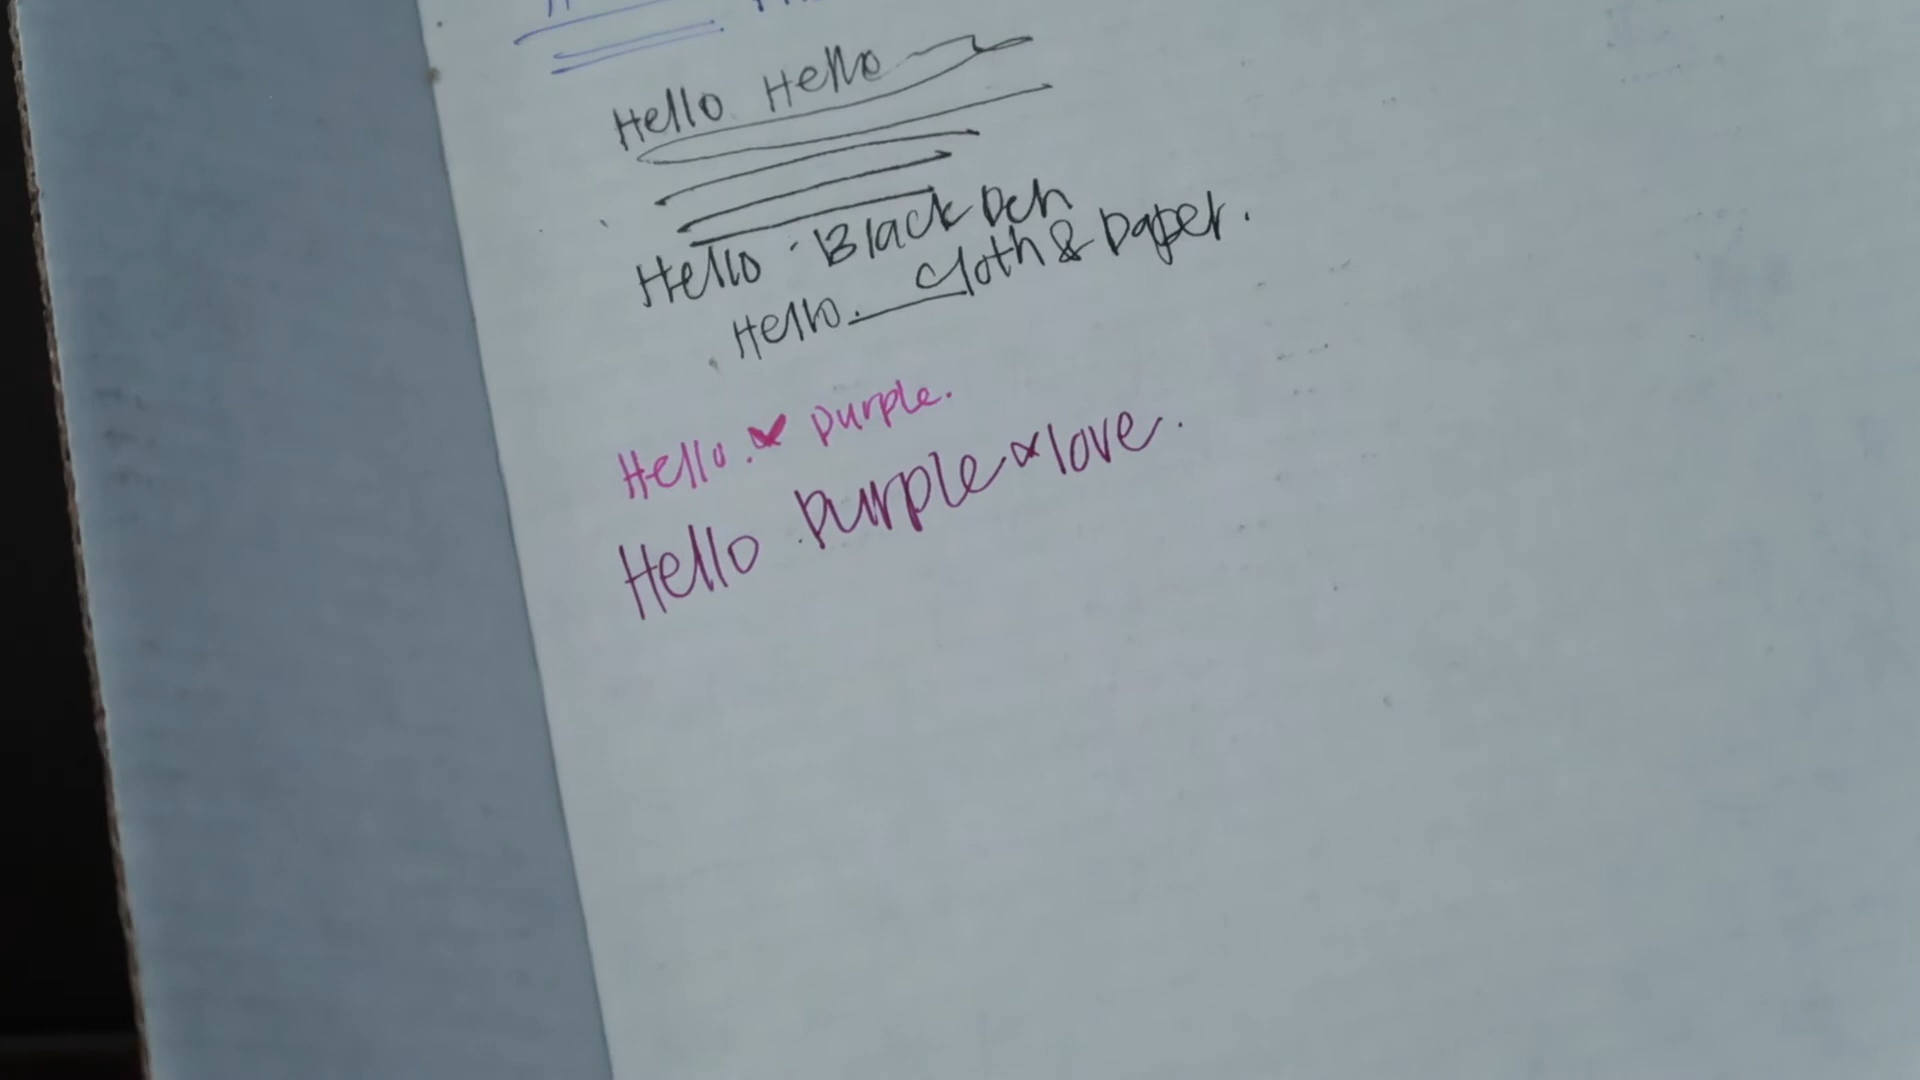 Hello Hello
Hello Black Pen
Hello. Cloth & Paper.
Hello. purple.
Hello purple love.